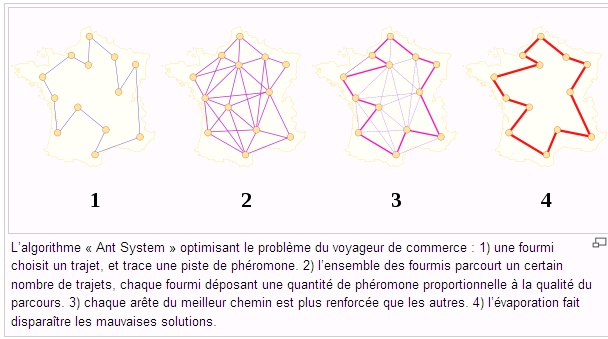 1 2 3 4
L'algorithme « Ant System » optimisant le problème du voyageur de commerce : 1) une fourmi
choisit un trajet, et trace une piste de phéromone. 2) l'ensemble des fourmis parcourt un certain
nombre de trajets, chaque fourmi déposant une quantité de phéromone proportionnelle à la qualité du
parcours. 3) chaque arête du meilleur chemin est plus renforcée que les autres. 4) l'évaporation fait
disparaître les mauvaises solutions.